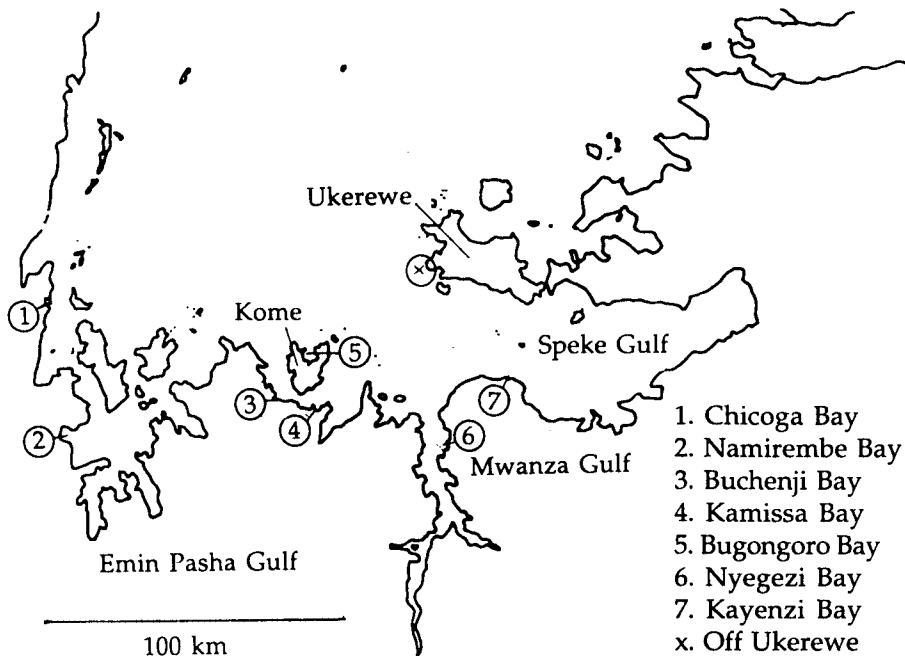 Ukerewe
x
1
Kome
5
Speke Gulf
3
7
4
2
6
Mwanza Gulf
Emin Pasha Gulf
100 km
1. Chicoga Bay
2. Namirembe Bay
3. Buchenji Bay
4. Kamissa Bay
5. Bugongoro Bay
6. Nyegezi Bay
7. Kayenzi Bay
x. Off Ukerewe